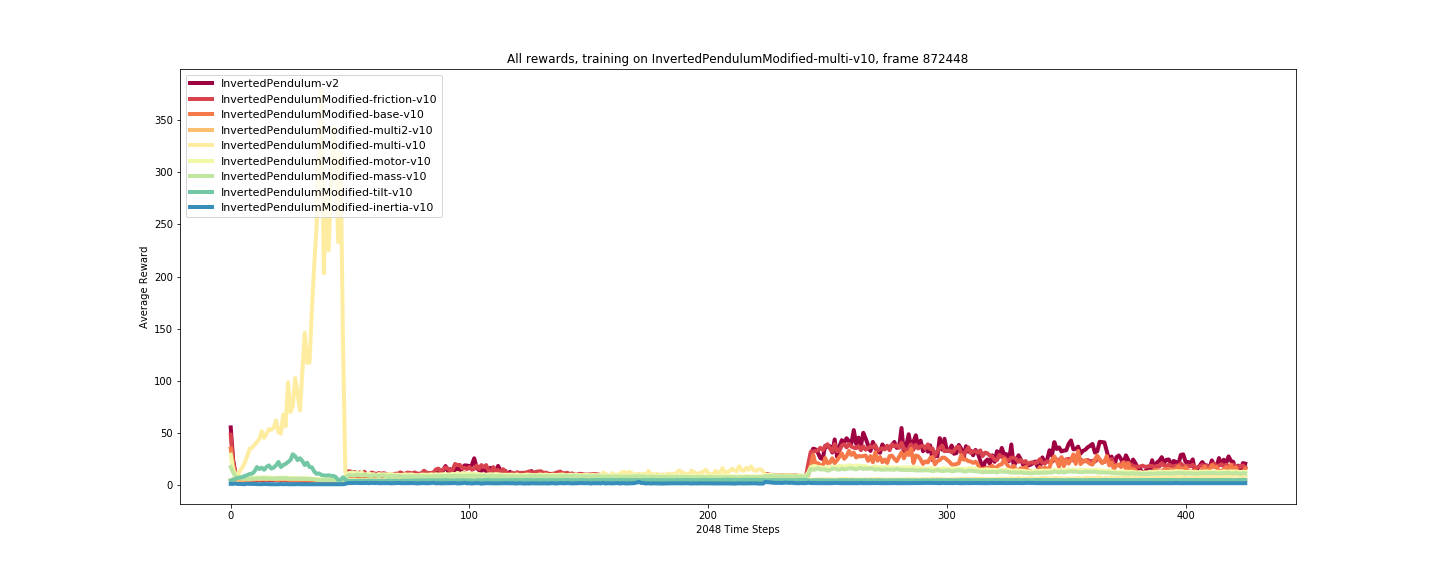 All rewards, training on InvertedPendulumModified-multi-v10, frame 872448
InvertedPendulum-v2
InvertedPendulumModified-friction-v10
InvertedPendulumModified-base-v10
InvertedPendulumModified-multi2-v10
InvertedPendulumModified-multi-v10
InvertedPendulumModified-motor-v10
InvertedPendulumModified-mass-v10
InvertedPendulumModified-tilt-v10
InvertedPendulumModified-inertia-v10
Average Reward
350
300
250
200
150
100
50
0
0 100 200 300 400
2048 Time Steps